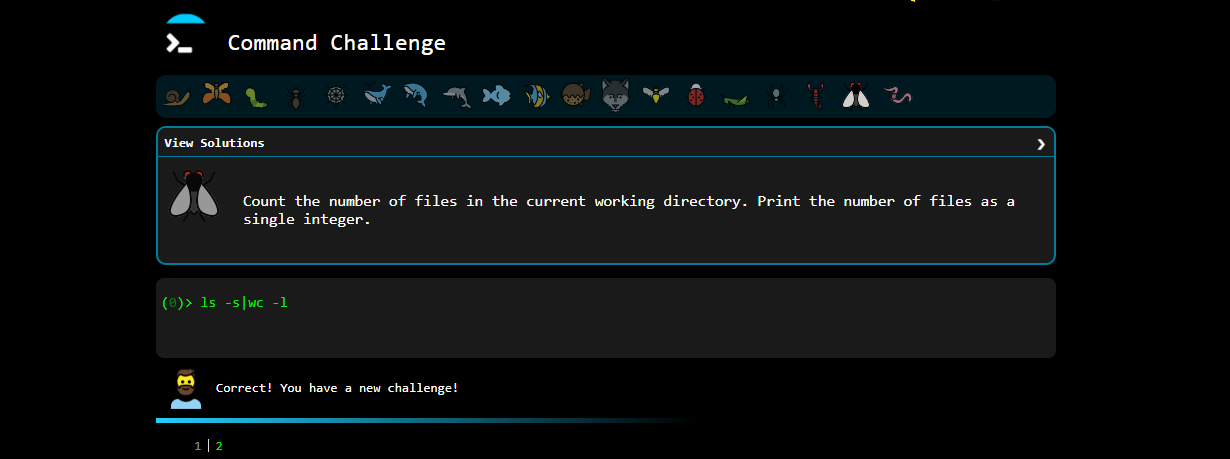 Command Challenge
View Solutions
Count the number of files in the current working directory. Print the number of files as a
single integer.
(0)> ls -s|wc -l
Correct! You have a new challenge!
1 2